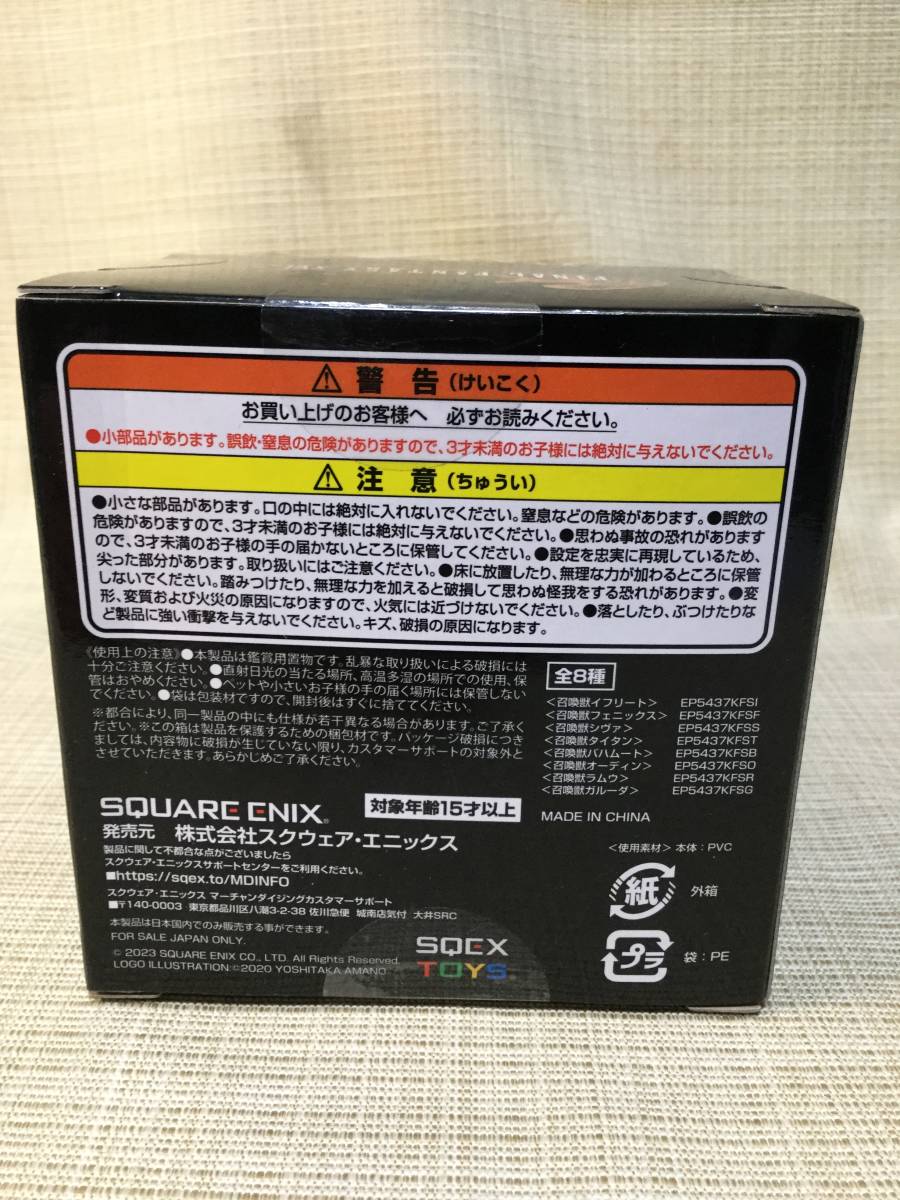 FINAL FANTASY XVI
⚠ 警 告 (けいこく)
お買い上げのお客様へ 必ずお読みください。
●小部品があります。誤飲・窒息の危険がありますので、3才未満のお子様には絶対に与えないでください。
⚠ 注 意 (ちゅうい)
●小さな部品があります。口の中には絶対に入れないでください。窒息などの危険があります。●誤飲の
危険がありますので、3才未満のお子様には絶対に与えないでください。●思わぬ事故の恐れがあります
ので、3才未満のお子様の手の届かないところに保管してください。●設定を忠実に再現しているため、
尖った部分があります。取り扱いにはご注意ください。●床に放置したり、無理な力が加わるところに保管
しないでください。踏みつけたり、無理な力を加えると破損して思わぬ怪我をする恐れがあります。●変
形、変質および火災の原因になりますので、火気には近づけないでください。●落としたり、ぶつけたりな
ど製品に強い衝撃を与えないでください。キズ、破損の原因になります。
《使用上の注意》●本製品は鑑賞用置物です。乱暴な取り扱いによる破損には
十分ご注意ください。●直射日光の当たる場所、高温多湿の場所での使用、保
管はおやめください。●ペットや小さいお子様の手の届く場所には保管しない
でください。●袋は包装材ですので、開封後はすぐに捨ててください。
※都合により、同一製品の中にも仕様が若干異なる場合があります。ご了承く
ださい。※この箱は製品を保護するための梱包材です。パッケージ破損につき
ましては、内容物に破損が生じていない限り、カスタマーサポートの対象外と
させていただきます。あらかじめご了承ください。
全8種
<召喚獣イフリート> EP5437KFSI
<召喚獣フェニックス> EP5437KFSF
<召喚獣シヴァ> EP5437KFSS
<召喚獣タイタン> EP5437KFST
<召喚獣バハムート> EP5437KFSB
<召喚獣オーディン> EP5437KFSO
<召喚獣ラムウ> EP5437KFSR
<召喚獣ガルーダ> EP5437KFSG
MADE IN CHINA
SQUARE ENIX®
対象年齢15才以上
発売元 株式会社スクウェア・エニックス
製品に関して不都合な点がございましたら
スクウェア・エニックスサポートセンターをご利用ください。
■https://sqex.to/MDINFO
スクウェア・エニックス マーチャンダイジングカスタマーサポート
■〒140-0003 東京都品川区八潮3-2-38 佐川急便 城南店気付 大井SRC
本製品は日本国内でのみ販売する事ができます。
FOR SALE JAPAN ONLY.
© 2023 SQUARE ENIX CO., LTD. All Rights Reserved.
LOGO ILLUSTRATION:©2020 YOSHITAKA AMANO
SQEX
TOYS
<使用素材> 本体:PVC
紙 外箱
プラ 袋:PE